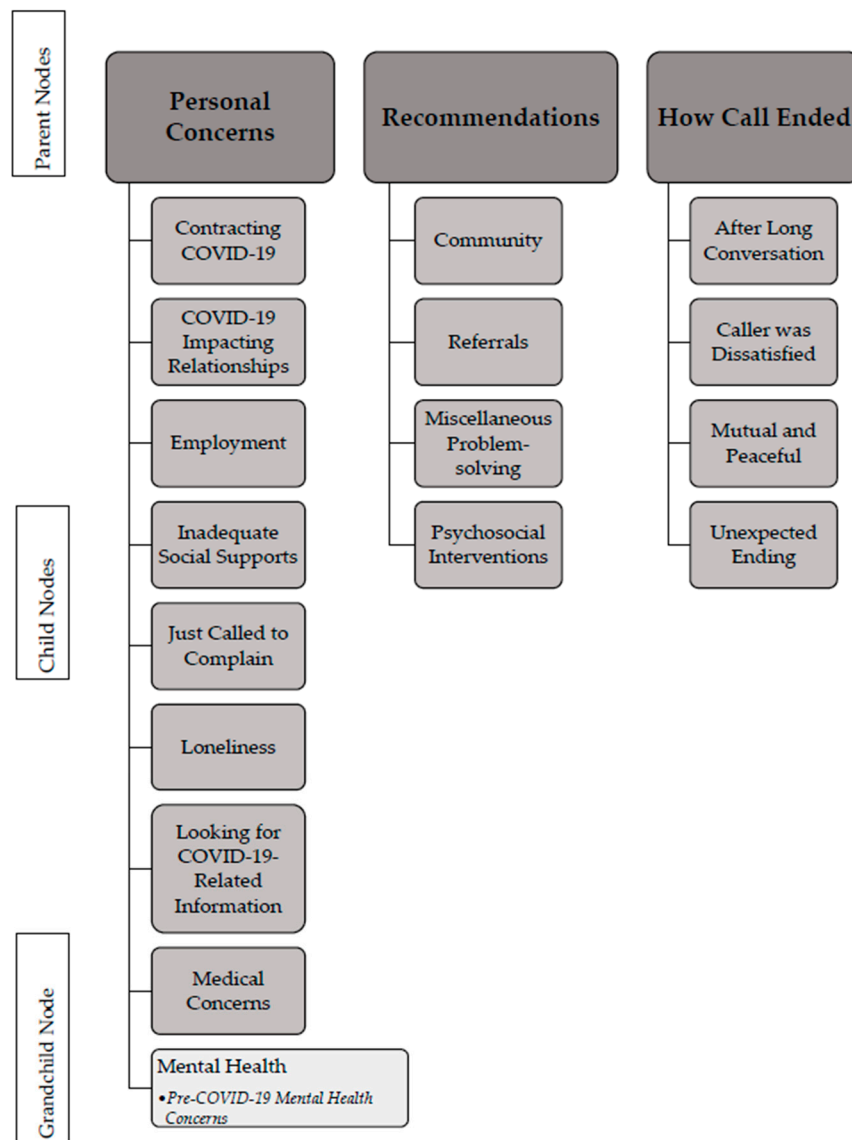 Parent Nodes
Personal
Concerns
Contracting
COVID-19
COVID-19
Impacting
Relationships
Employment
Child Nodes
Inadequate
Social Supports
Just Called to
Complain
Loneliness
Looking for
COVID-19-
Related
Information
Medical
Concerns
Grandchild Node
Mental Health
•Pre-COVID-19 Mental Health
Concerns
Recommendations
Community
Referrals
Miscellaneous
Problem-
solving
Psychosocial
Interventions
How Call Ended
After Long
Conversation
Caller was
Dissatisfied
Mutual and
Peaceful
Unexpected
Ending